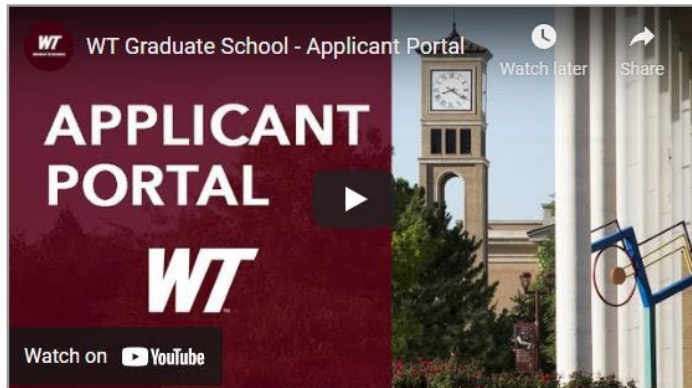 WT
WT Graduate School - Applicant Portal
Watch later
Share
APPLICANT
PORTAL
WT
Watch on YouTube